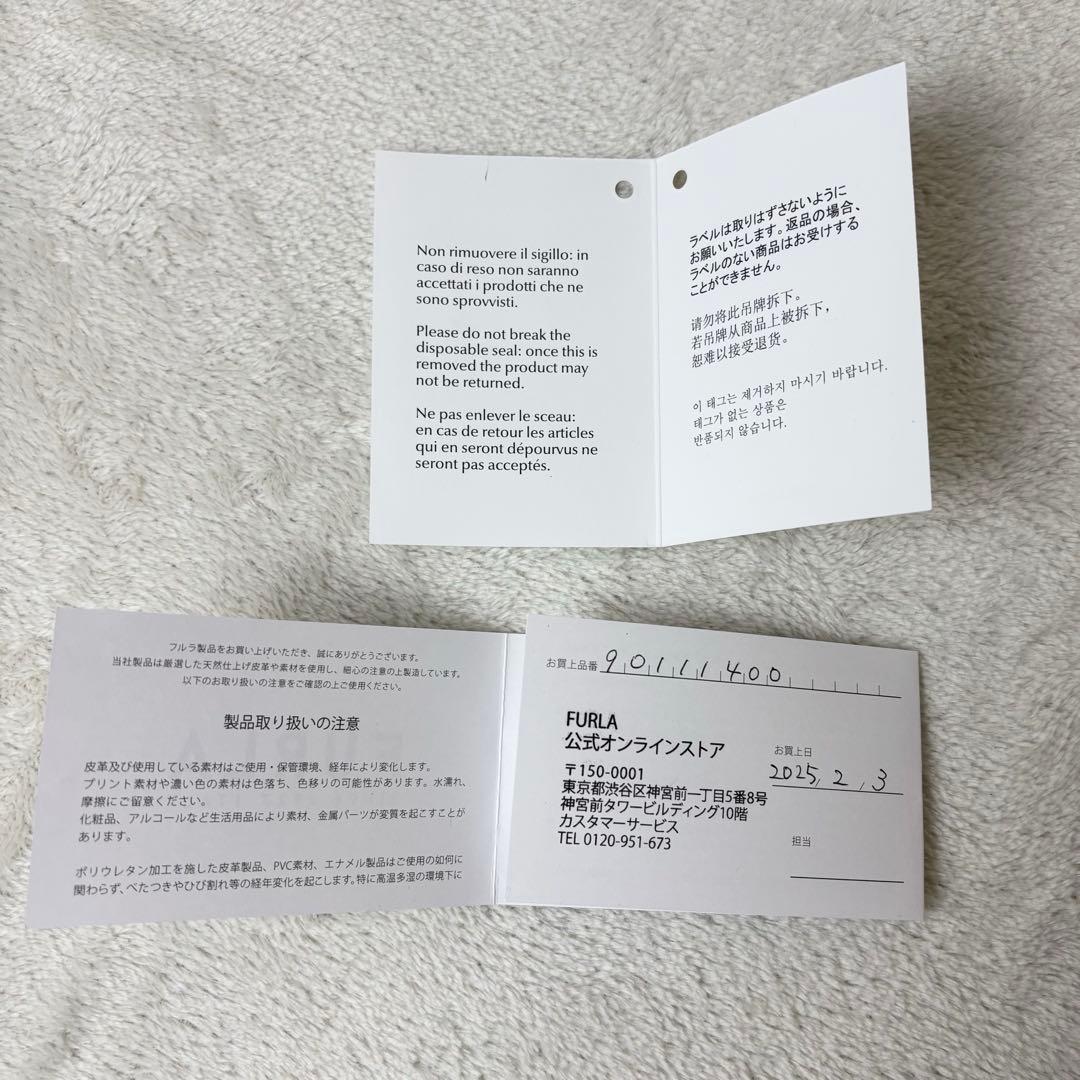 Non rimuovere il sigillo: in
caso di reso non saranno
accettati i prodotti che ne
sono sprovvisti.
Please do not break the
disposable seal: once this is
removed the product may
not be returned.
Ne pas enlever le sceau:
en cas de retour les articles
qui en seront dépourvus ne
seront pas acceptés.
ラベルは取りはずさないように
お願いいたします。返品の場合、
ラベルのない商品はお受けする
ことができません。
请勿将此吊牌拆下。
若吊牌从商品上被拆下，
恕难以接受退货。
이 태그는 제거하지 마시기 바랍니다.
태그가 없는 상품은
반품되지 않습니다.
フルラ製品をお買い上げいただき、誠にありがとうございます。
当社製品は厳選した天然仕上げ皮革や素材を使用し、細心の注意の上製造しています。
以下のお取り扱いの注意をご確認の上ご使用ください。
製品取り扱いの注意
皮革及び使用している素材はご使用・保管環境、経年により変化します。
プリント素材や濃い色の素材は色落ち、色移りの可能性があります。水濡れ、
摩擦にご留意ください。
化粧品、アルコールなど生活用品により素材、金属パーツが変質を起こすことが
あります。
ポリウレタン加工を施した皮革製品、PVC素材、エナメル製品はご使用の如何に
関わらず、べたつきやひび割れ等の経年変化を起こします。特に高温多湿の環境下に
お買上品番 90111400
FURLA
公式オンラインストア
〒150-0001
東京都渋谷区神宮前一丁目5番8号
神宮前タワービルディング10階
カスタマーサービス
TEL 0120-951-673
お買上日
2025, 2, 3
担当